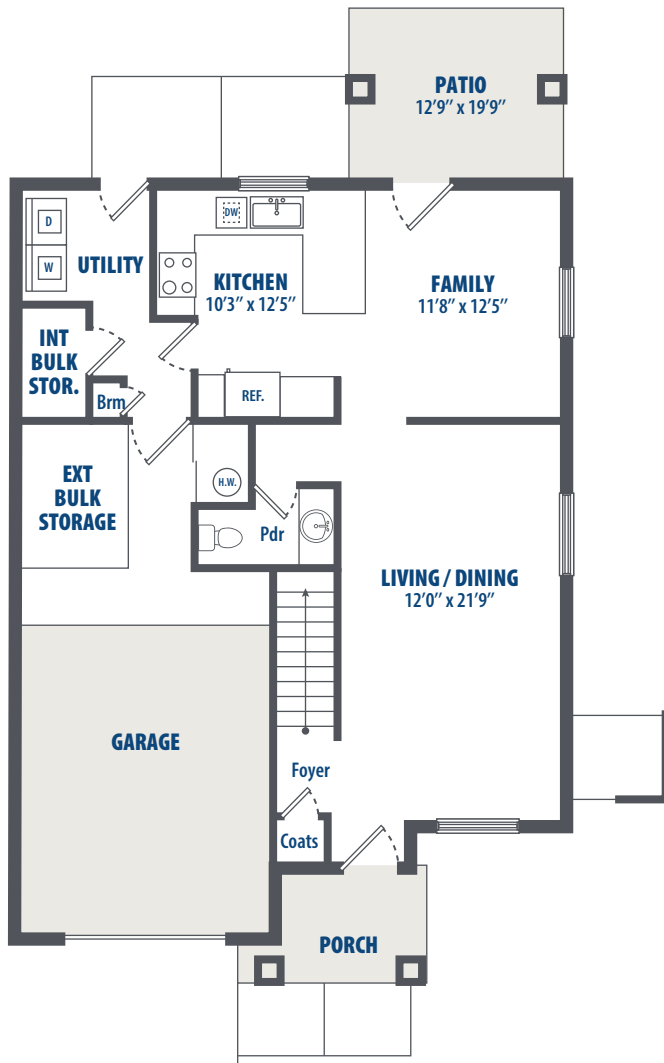 PATIO
12'9" x 19'9"
D
DW
W
UTILITY
KITCHEN
10'3" x 12'5"
FAMILY
11'8" x 12'5"
INT
BULK
STOR.
Brm
REF.
EXT
BULK
STORAGE
H.W.
Pdr
LIVING / DINING
12'0" x 21'9"
GARAGE
Foyer
Coats
PORCH